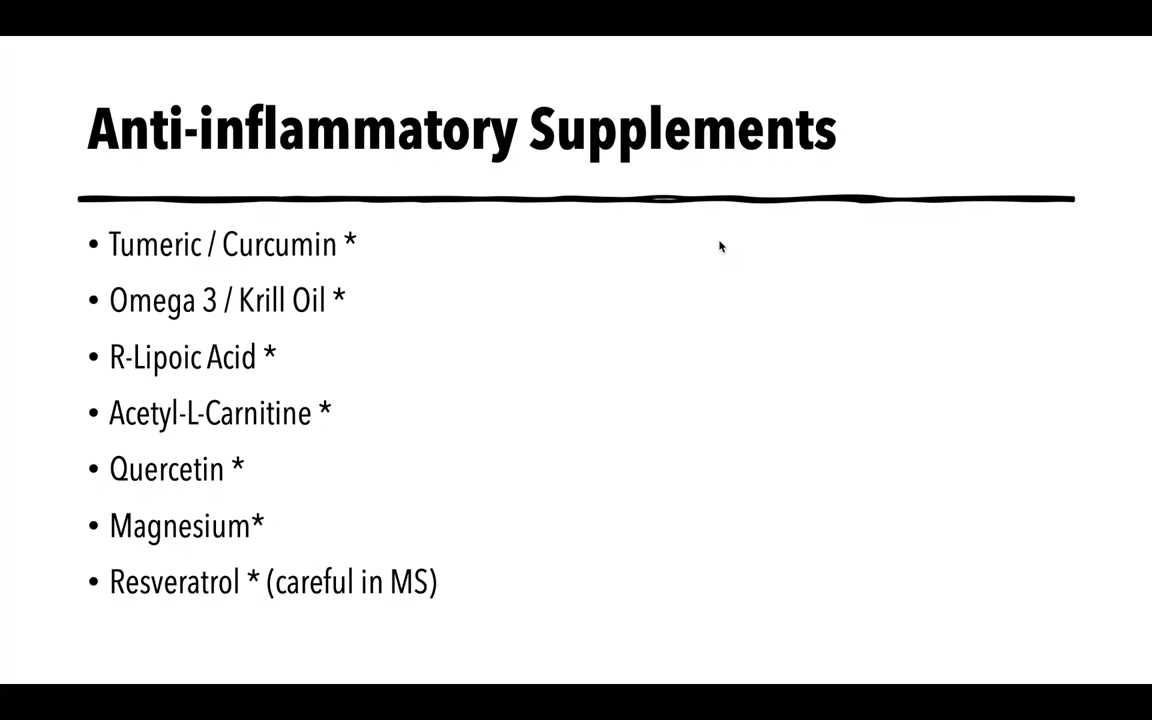 Anti-inflammatory Supplements
• Tumeric / Curcumin *
• Omega 3 / Krill Oil *
• R-Lipoic Acid *
• Acetyl-L-Carnitine *
• Quercetin *
• Magnesium*
• Resveratrol * (careful in MS)